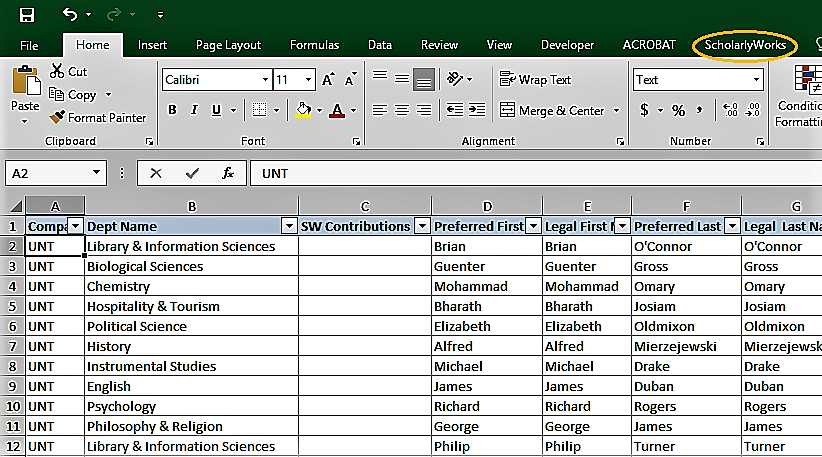 File Home Insert Page Layout Formulas Data Review View Developer ACROBAT ScholarlyWorks
Cut Calibri 11 A A Wrap Text Text
Paste Copy B I U A Merge & Center $ % , Conditio
Format Painter Formatting
Clipboard Font Alignment Number
A2 fx UNT
A B C D E F G
1 Compa Dept Name SW Contributions Preferred First Legal First N Preferred Last Legal Last Na
2 UNT Library & Information Sciences Brian Brian O'Connor O'Connor
3 UNT Biological Sciences Guenter Guenter Gross Gross
4 UNT Chemistry Mohammad Mohammad Omary Omary
5 UNT Hospitality & Tourism Bharath Bharath Josiam Josiam
6 UNT Political Science Elizabeth Elizabeth Oldmixon Oldmixon
7 UNT History Alfred Alfred Mierzejewski Mierzejewsk
8 UNT Instrumental Studies Michael Michael Drake Drake
9 UNT English James James Duban Duban
10 UNT Psychology Richard Richard Rogers Rogers
11 UNT Philosophy & Religion George George James James
12 UNT Library & Information Sciences Philip Philip Turner Turner